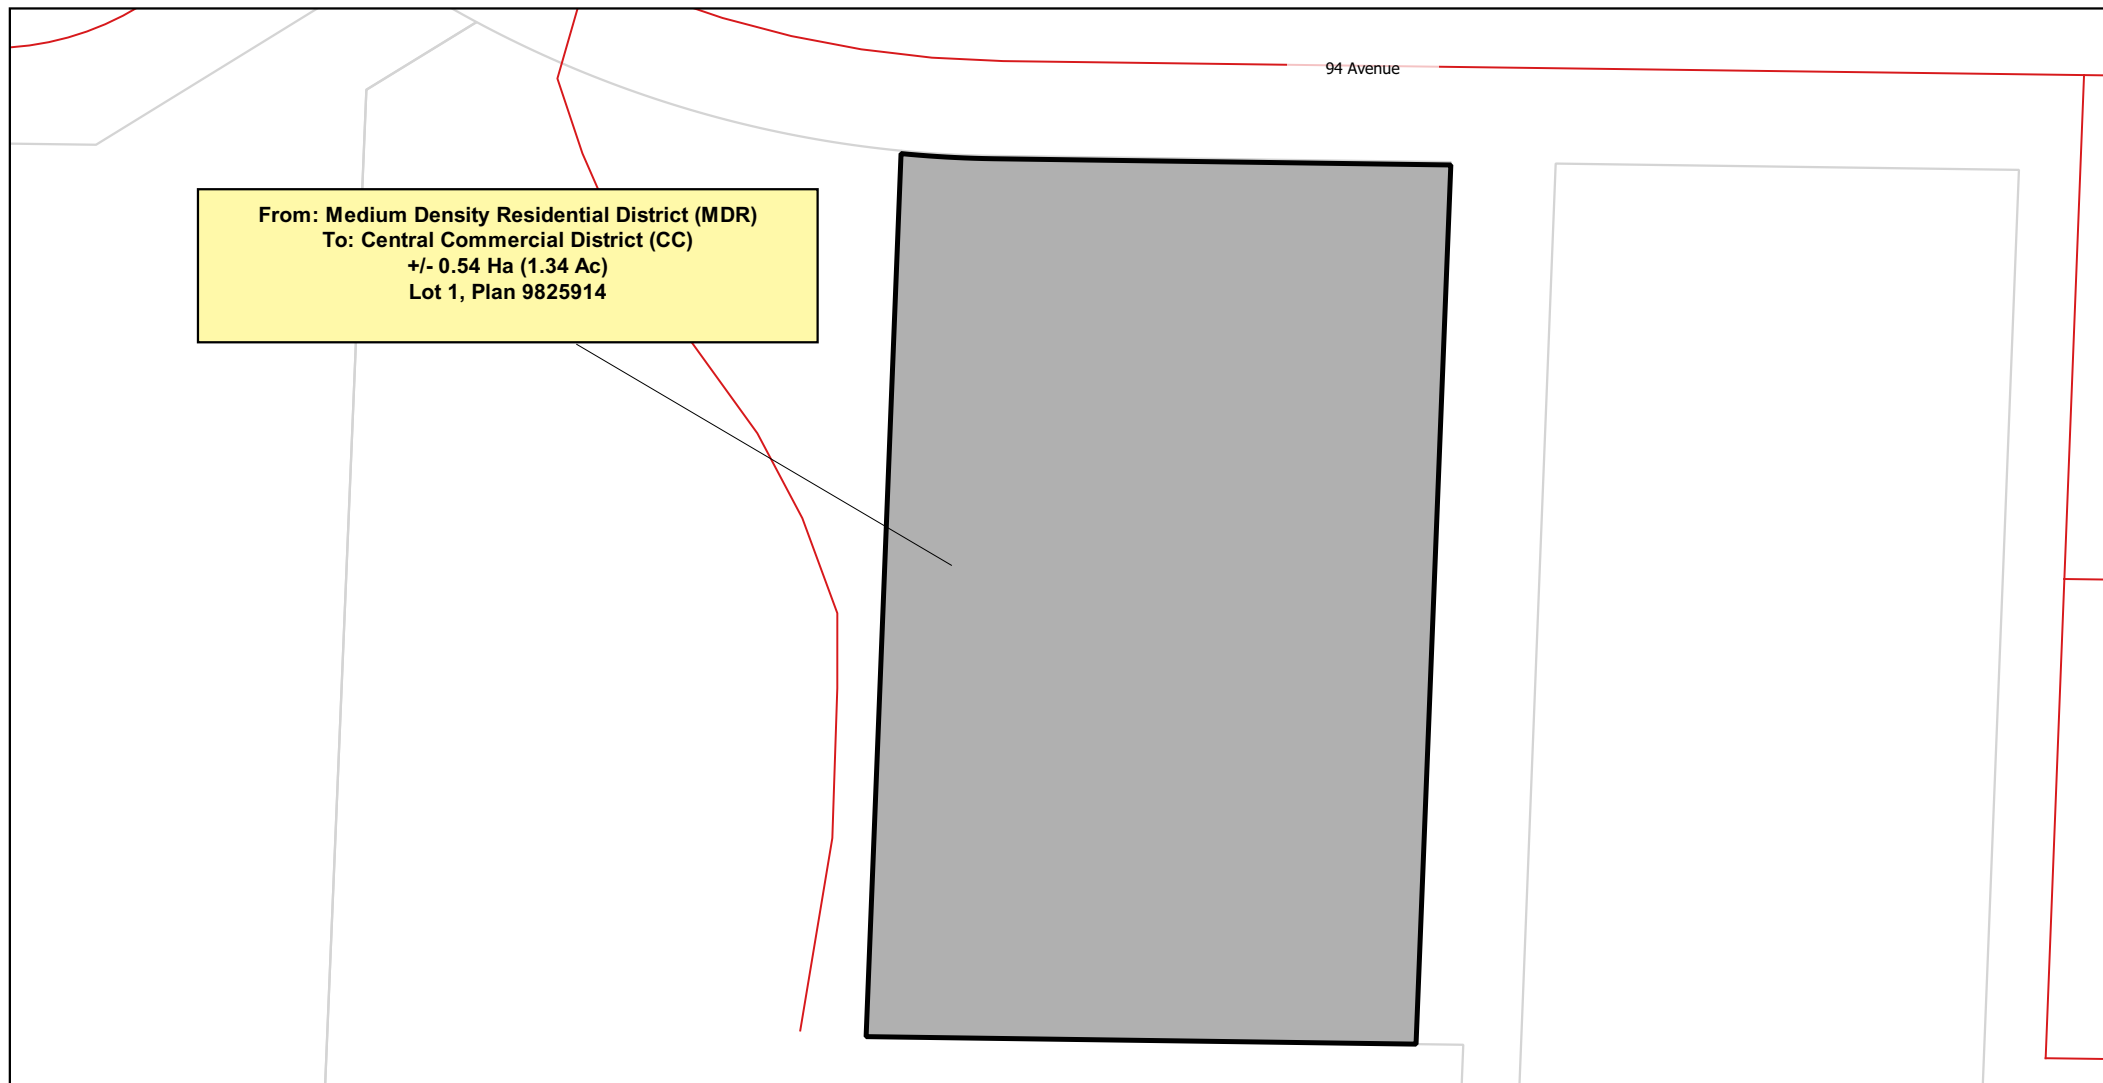 94 Avenue
From: Medium Density Residential District (MDR)
To: Central Commercial District (CC)
+/- 0.54 Ha (1.34 Ac)
Lot 1, Plan 9825914